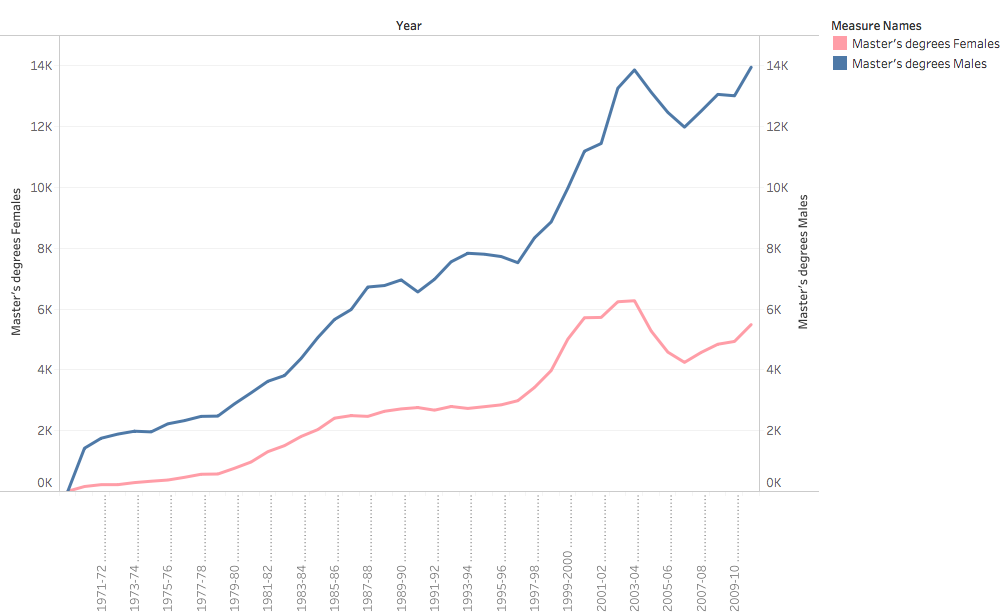 Year
Measure Names
Master's degrees Females
Master's degrees Males
14K
12K
10K
8K
6K
4K
2K
0K
Master's degrees Females
14K
12K
10K
8K
6K
4K
2K
0K
Master's degrees Males
1971-72
1973-74
1975-76
1977-78
1979-80
1981-82
1983-84
1985-86
1987-88
1989-90
1991-92
1993-94
1995-96
1997-98
1999-2000
2001-02
2003-04
2005-06
2007-08
2009-10